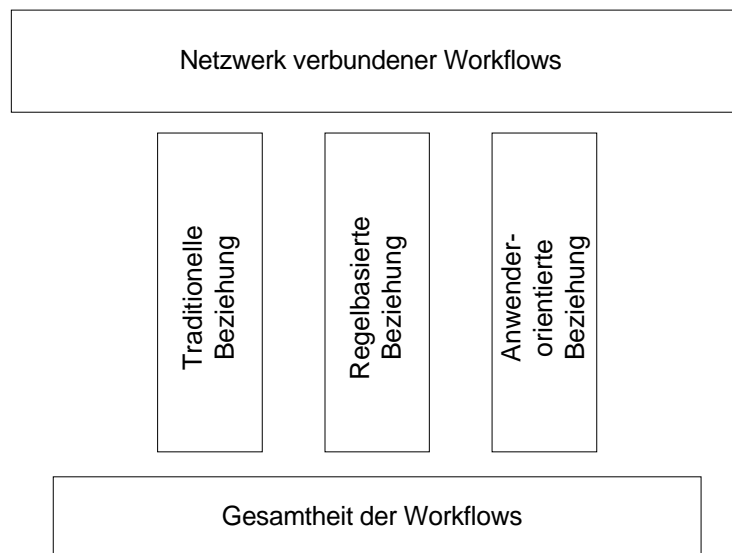 Netzwerk verbundener Workflows
Traditionelle
Beziehung
Regelbasierte
Beziehung
Anwender-
orientierte
Beziehung
Gesamtheit der Workflows